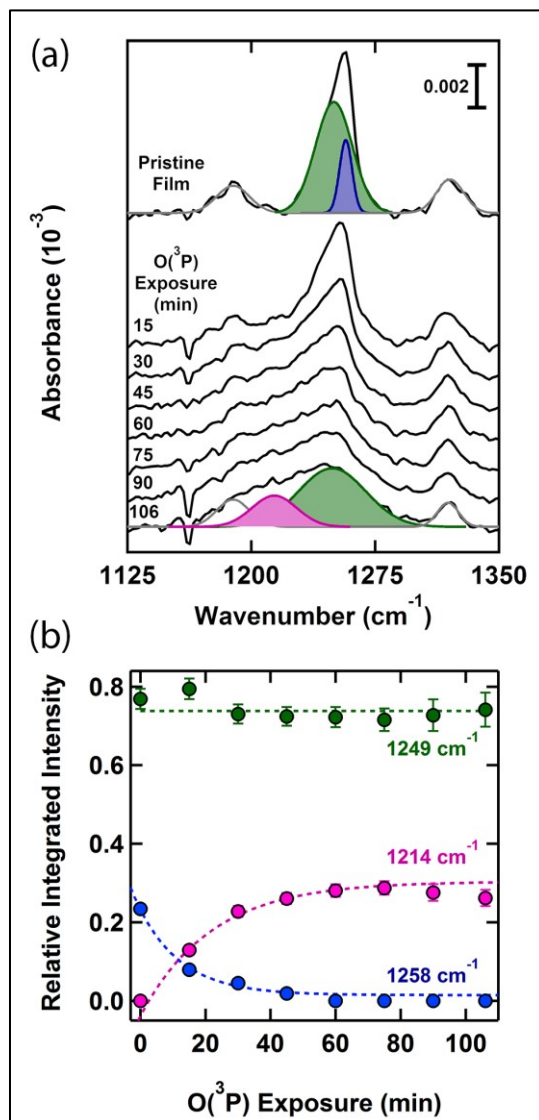 (a)
0.002
Pristine
Film
O(³P)
Exposure
(min)
15
30
45
60
75
90
106
Absorbance (10⁻³)
1125 1200 1275 1350
Wavenumber (cm⁻¹)
(b)
0.8
0.6
0.4
0.2
0.0
Relative Integrated Intensity
1249 cm⁻¹
1214 cm⁻¹
1258 cm⁻¹
0 20 40 60 80 100
O(³P) Exposure (min)